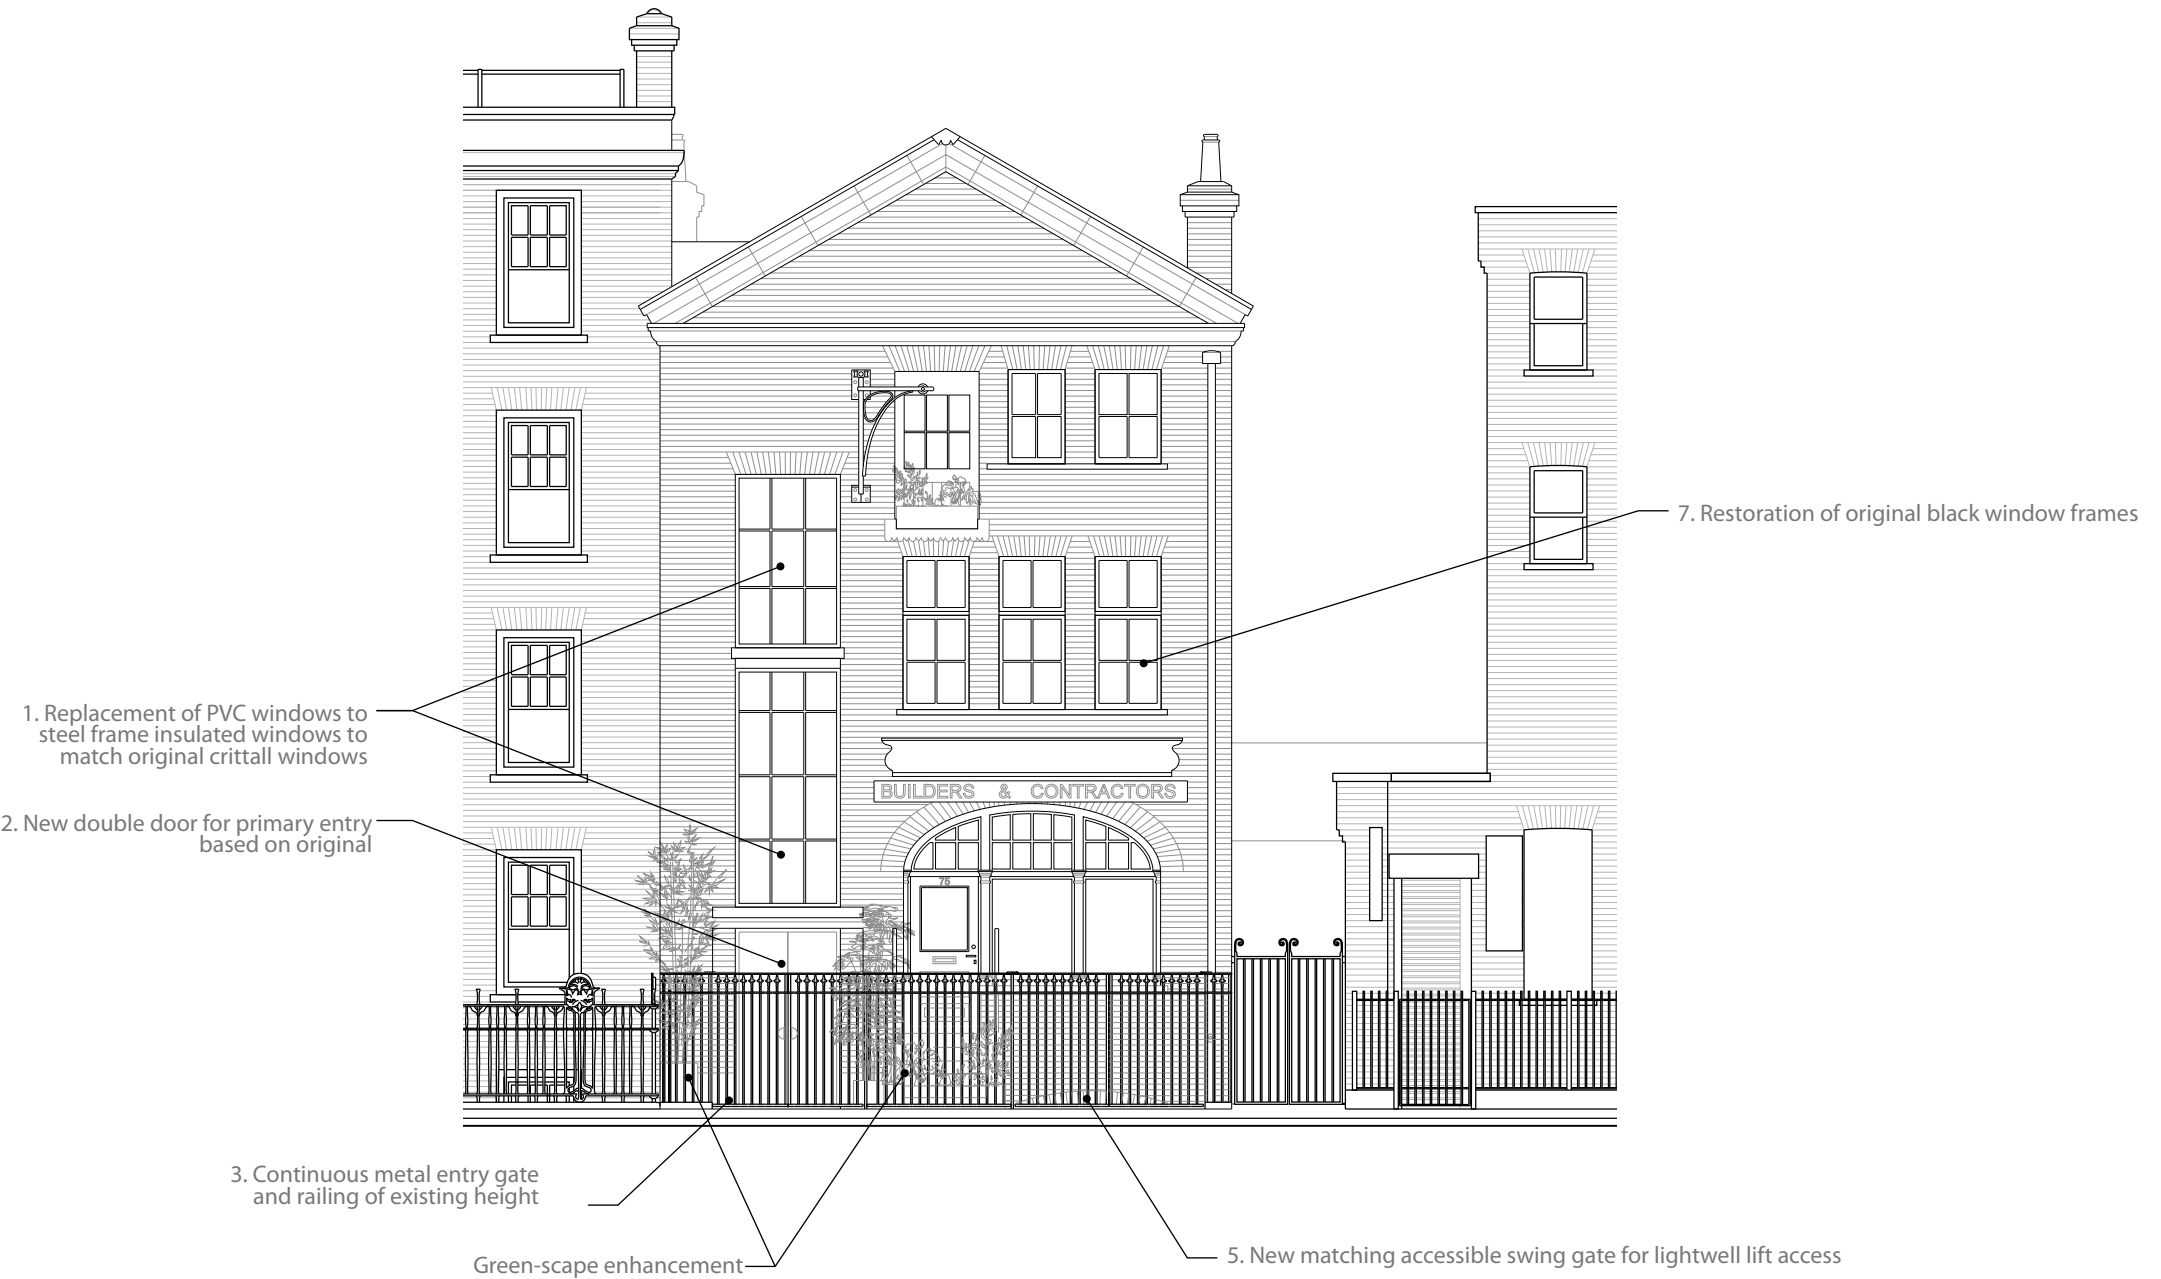 7. Restoration of original black window frames
1. Replacement of PVC windows to
steel frame insulated windows to
match original crittall windows
BUILDERS & CONTRACTORS
2. New double door for primary entry
based on original
75
3. Continuous metal entry gate
and railing of existing height
Green-scape enhancement
5. New matching accessible swing gate for lightwell lift access